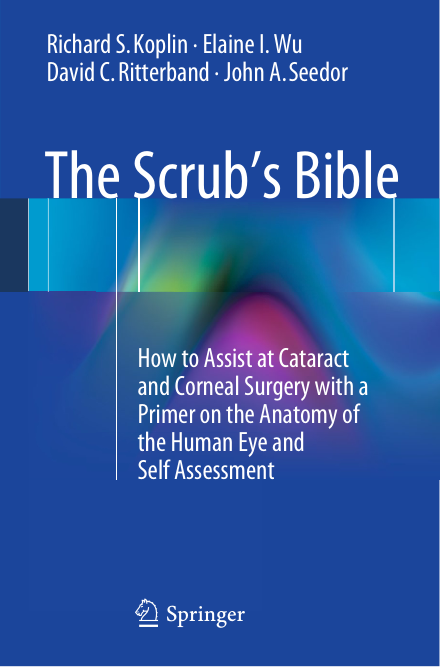 Richard S. Koplin · Elaine I. Wu
David C. Ritterband · John A. Seedor
The Scrub's Bible
How to Assist at Cataract
and Corneal Surgery with a
Primer on the Anatomy of
the Human Eye and
Self Assessment
Springer